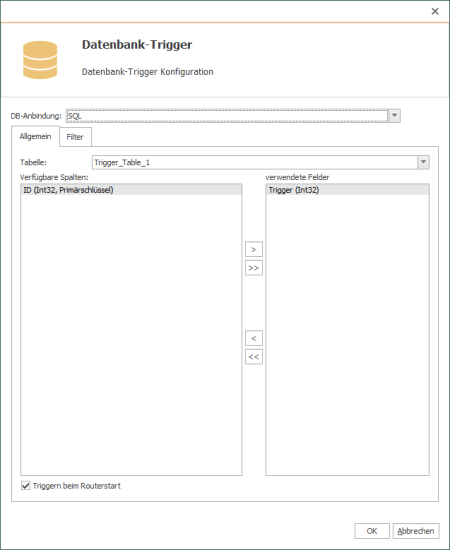 Datenbank-Trigger
Datenbank-Trigger Konfiguration
DB-Anbindung: SQL
Allgemein Filter
Tabelle: Trigger_Table_1
Verfügbare Spalten: verwendete Felder
ID (Int32, Primärschlüssel) Trigger (Int32)
>
>>
<
<<
Triggern beim Routerstart
OK Abbrechen